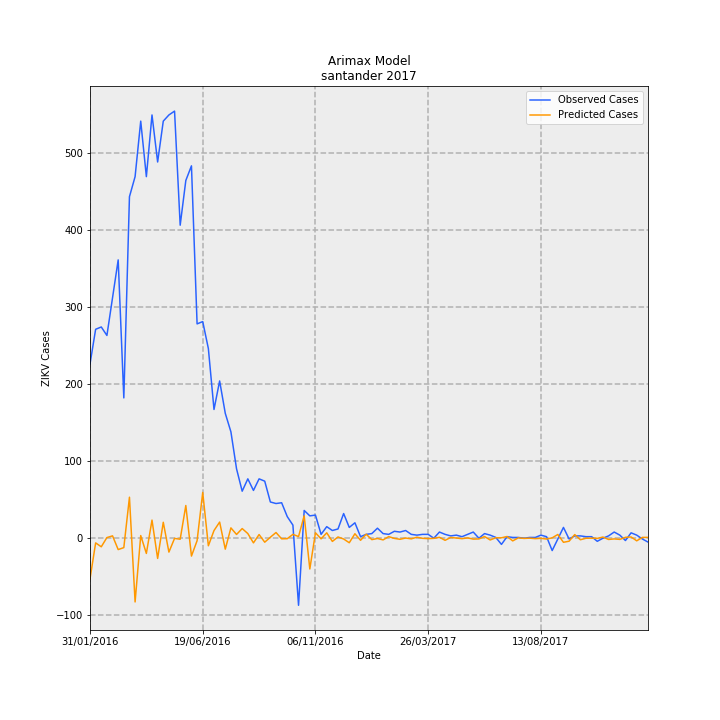 Arimax Model
santander 2017
Observed Cases
Predicted Cases
ZIKV Cases
500
400
300
200
100
0
−100
31/01/2016
19/06/2016
06/11/2016
26/03/2017
13/08/2017
Date